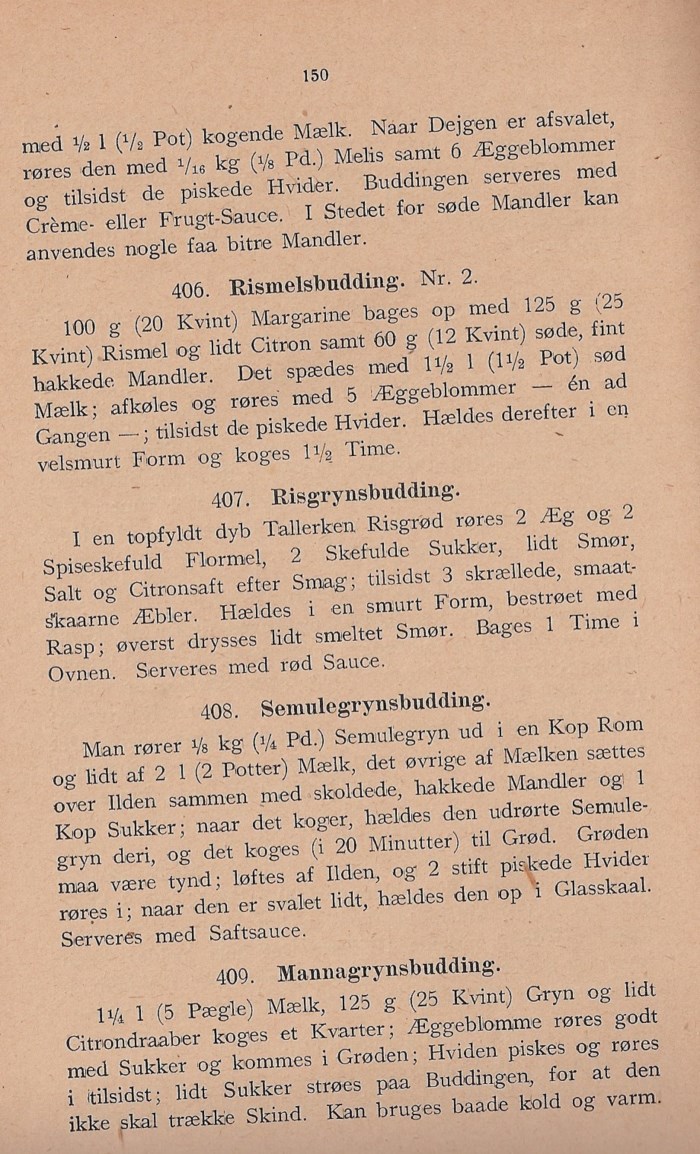 150
med ½ l (½ Pot) kogende Mælk. Naar Dejgen er afsvalet,
røres den med 1/16 kg (⅛ Pd.) Melis samt 6 Æggeblommer
og tilsidst de piskede Hvider. Buddingen serveres med
Crème- eller Frugt-Sauce. I Stedet for søde Mandler kan
anvendes nogle faa bitre Mandler.
406. Rismelsbudding. Nr. 2.
100 g (20 Kvint) Margarine bages op med 125 g (25
Kvint) Rismel og lidt Citron samt 60 g (12 Kvint) søde, fint
hakkede Mandler. Det spædes med 1½ l (1½ Pot) sød
Mælk; afkøles og røres med 5 Æggeblommer — én ad
Gangen —; tilsidst de piskede Hvider. Hældes derefter i en
velsmurt Form og koges 1½ Time.
407. Risgrynsbudding.
I en topfyldt dyb Tallerken Risgrød røres 2 Æg og 2
Spiseskefuld Flormel, 2 Skefulde Sukker, lidt Smør,
Salt og Citronsaft efter Smag; tilsidst 3 skrællede, smaat-
skaarne Æbler. Hældes i en smurt Form, bestrøet med
Rasp; øverst drysses lidt smeltet Smør. Bages 1 Time i
Ovnen. Serveres med rød Sauce.
408. Semulegrynsbudding.
Man rører ⅛ kg (¼ Pd.) Semulegryn ud i en Kop Rom
og lidt af 2 l (2 Potter) Mælk, det øvrige af Mælken sættes
over Ilden sammen med skoldede, hakkede Mandler og 1
Kop Sukker; naar det koger, hældes den udrørte Semule-
gryn deri, og det koges (i 20 Minutter) til Grød. Grøden
maa være tynd; løftes af Ilden, og 2 stift piskede Hvider
røres i; naar den er svalet lidt, hældes den op i Glasskaal.
Serveres med Saftsauce.
409. Mannagrynsbudding.
1¼ l (5 Pægle) Mælk, 125 g (25 Kvint) Gryn og lidt
Citrondraaber koges et Kvarter; Æggeblomme røres godt
med Sukker og kommes i Grøden; Hviden piskes og røres
i tilsidst; lidt Sukker strøes paa Buddingen, for at den
ikke skal trække Skind. Kan bruges baade kold og varm.